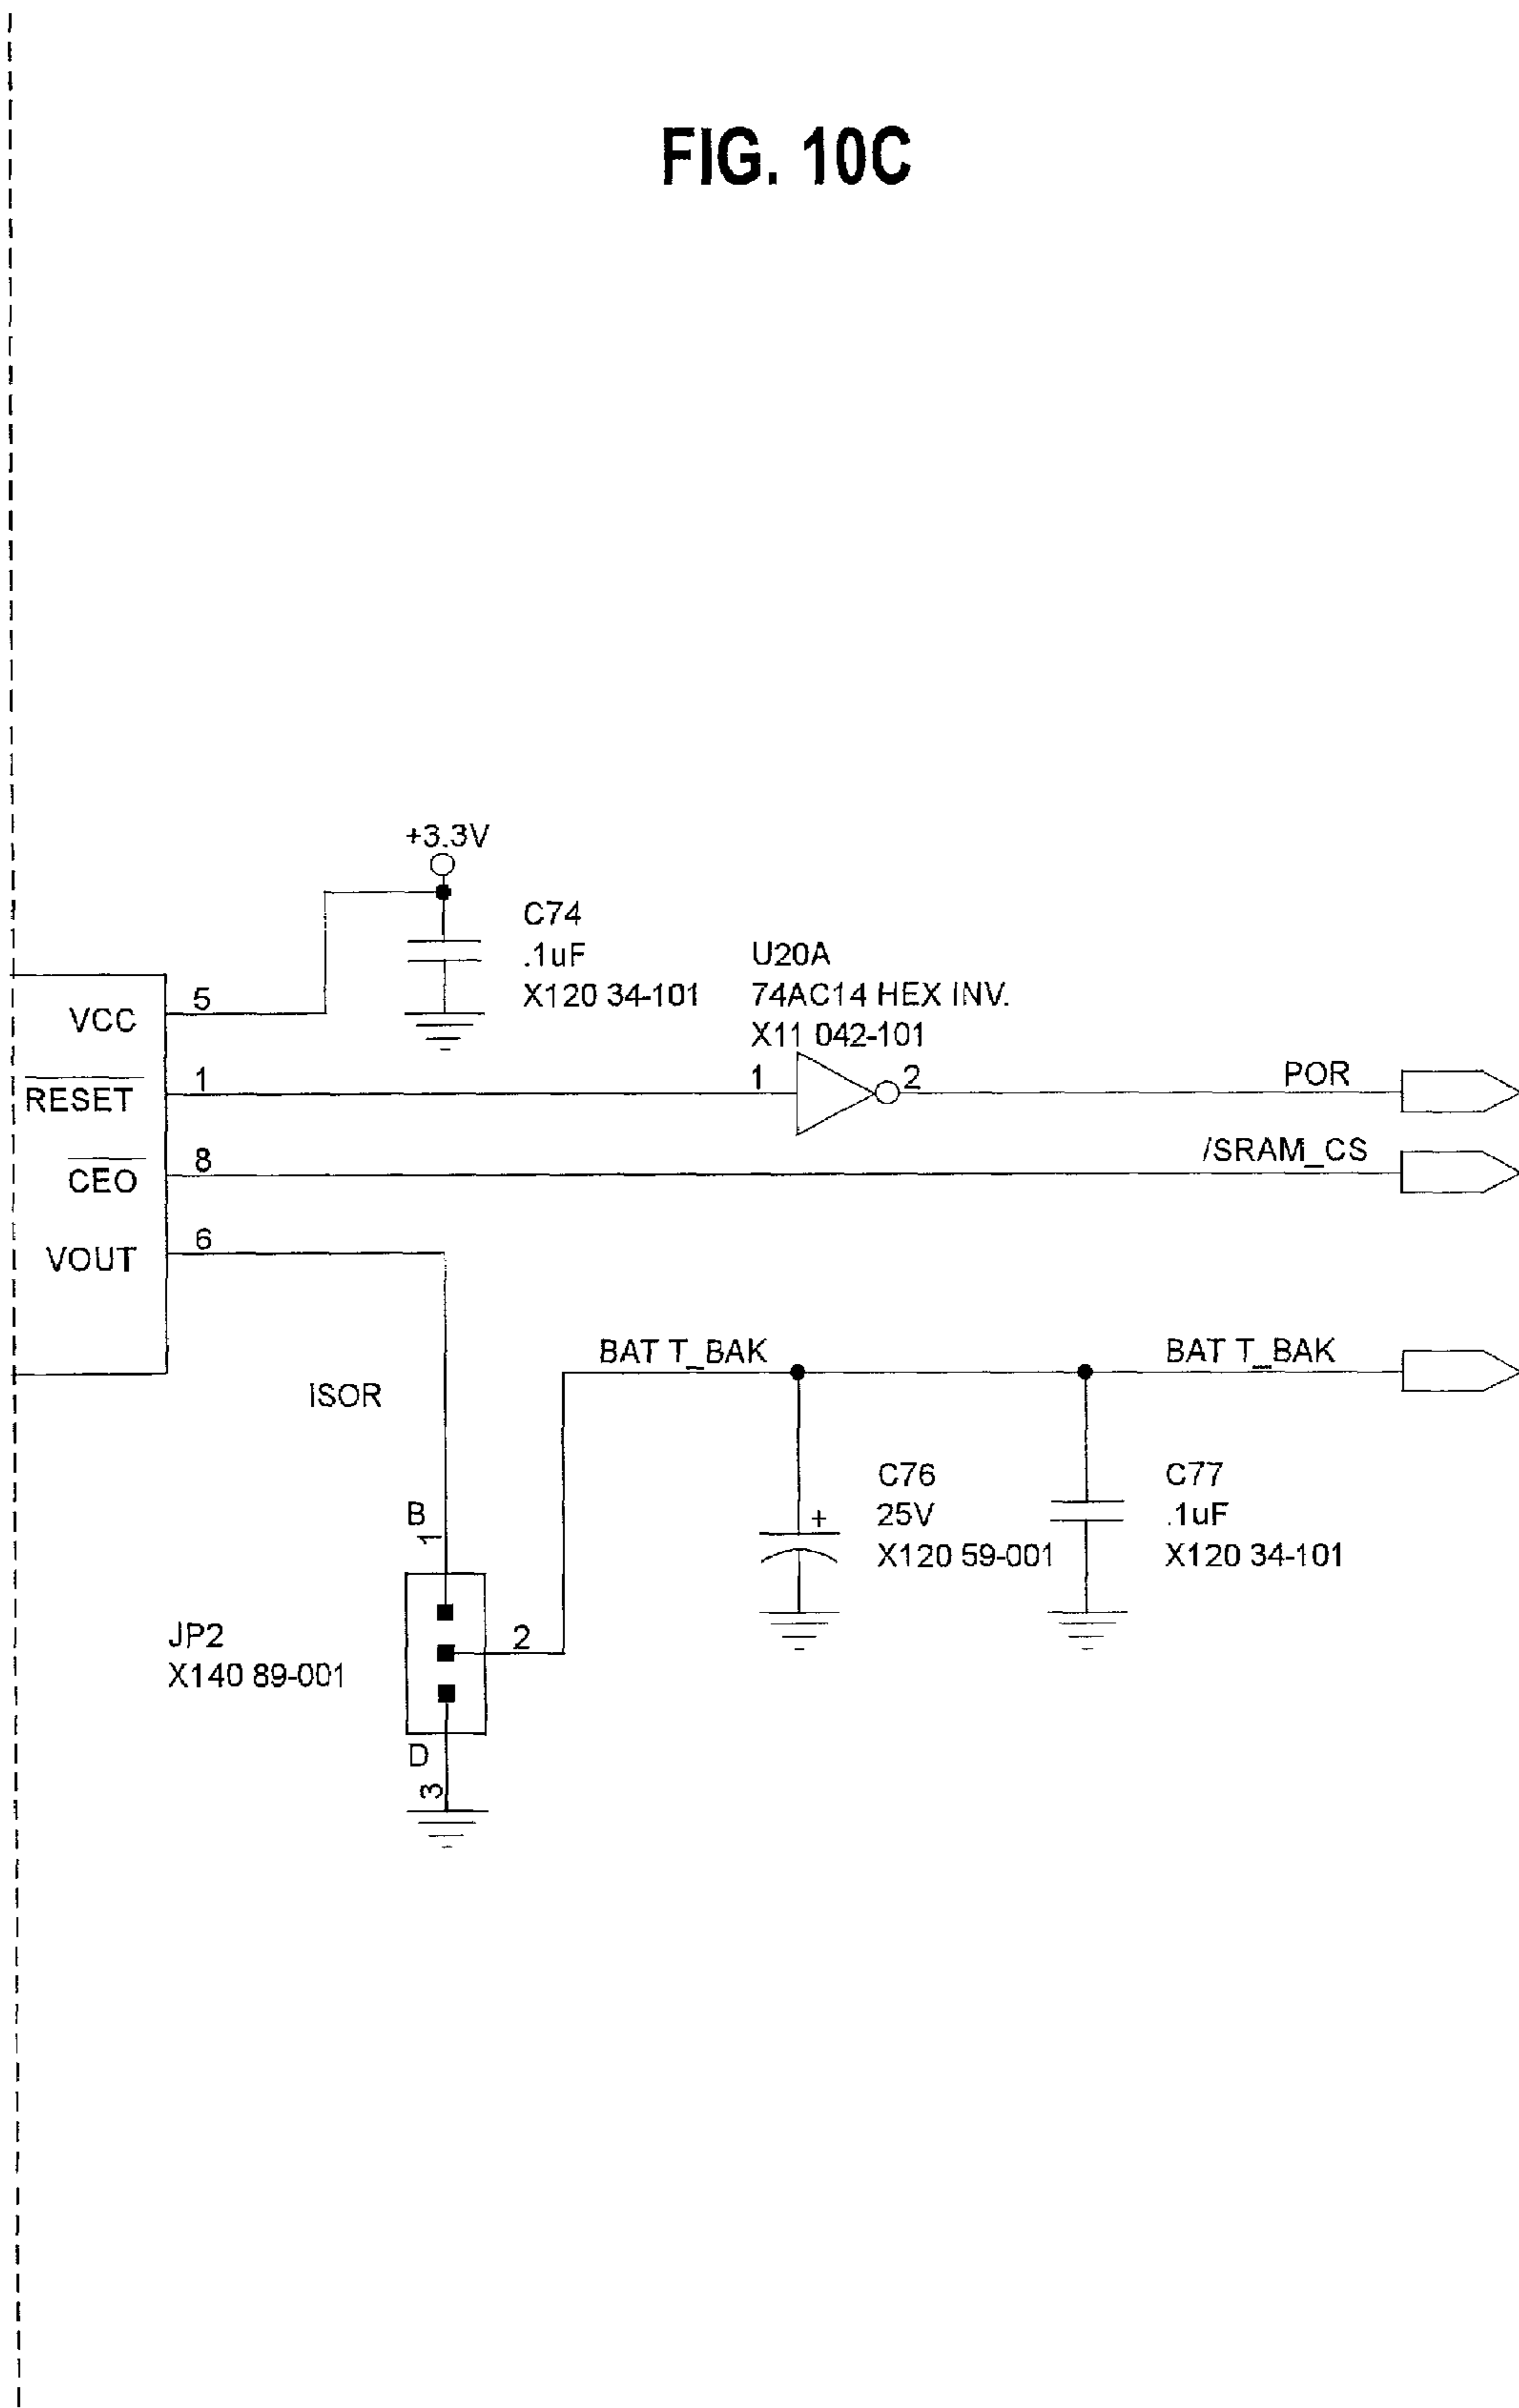 FIG. 10C
+3.3V
C74
.1uF
X120 34-101
U20A
74AC14 HEX INV.
X11 042-101
VCC
5
RESET
1
1
2
POR
CEO
8
/SRAM_CS
VOUT
6
ISOR
BAT T_BAK
BAT T_BAK
C76
25V
X120 59-001
+
C77
.1uF
X120 34-101
B
1
JP2
X140 89-001
2
D
3